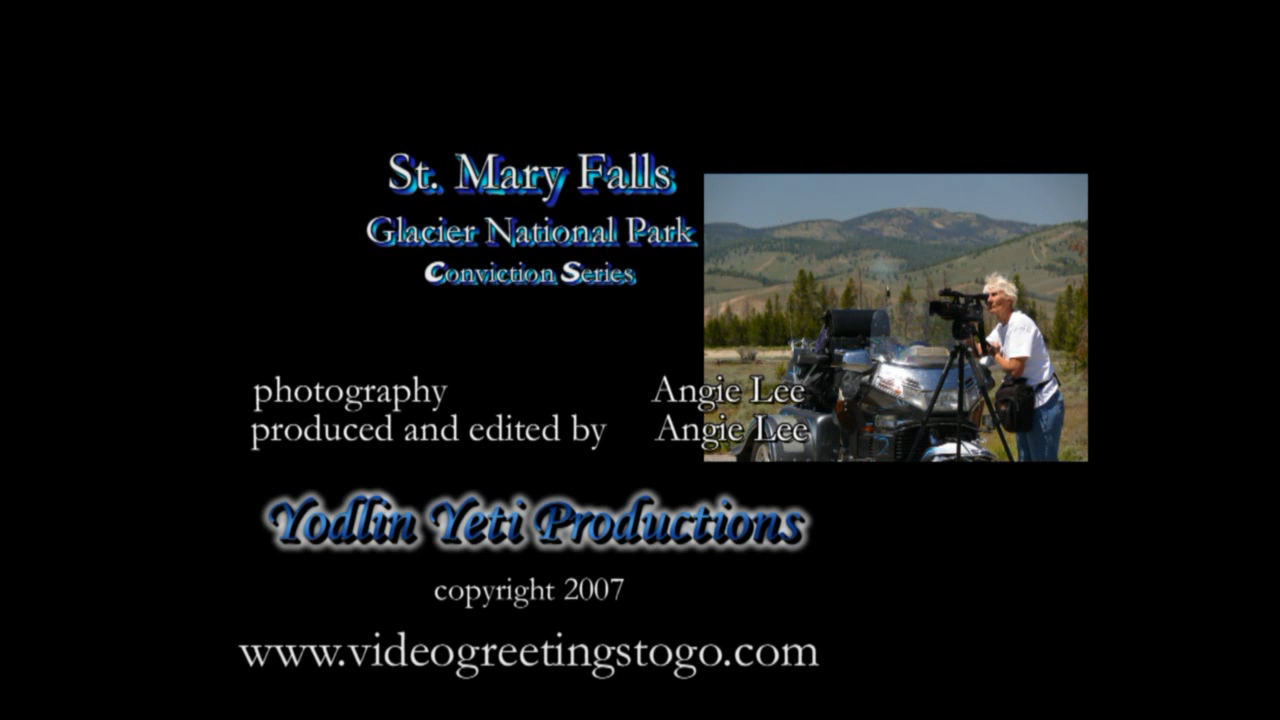 St. Mary Falls
Glacier National Park
Conviction Series
photography Angie Lee
produced and edited by Angie Lee
Yodlin Yeti Productions
copyright 2007
www.videogreetingstogo.com